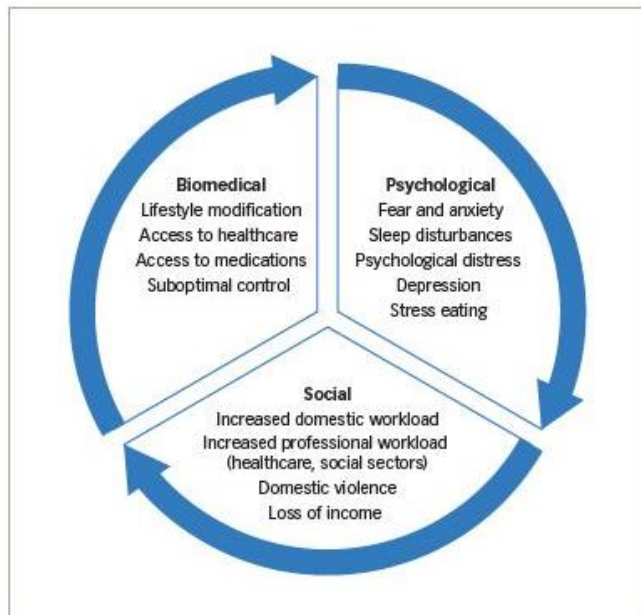 Biomedical
Lifestyle modification
Access to healthcare
Access to medications
Suboptimal control
Psychological
Fear and anxiety
Sleep disturbances
Psychological distress
Depression
Stress eating
Social
Increased domestic workload
Increased professional workload
(healthcare, social sectors)
Domestic violence
Loss of income